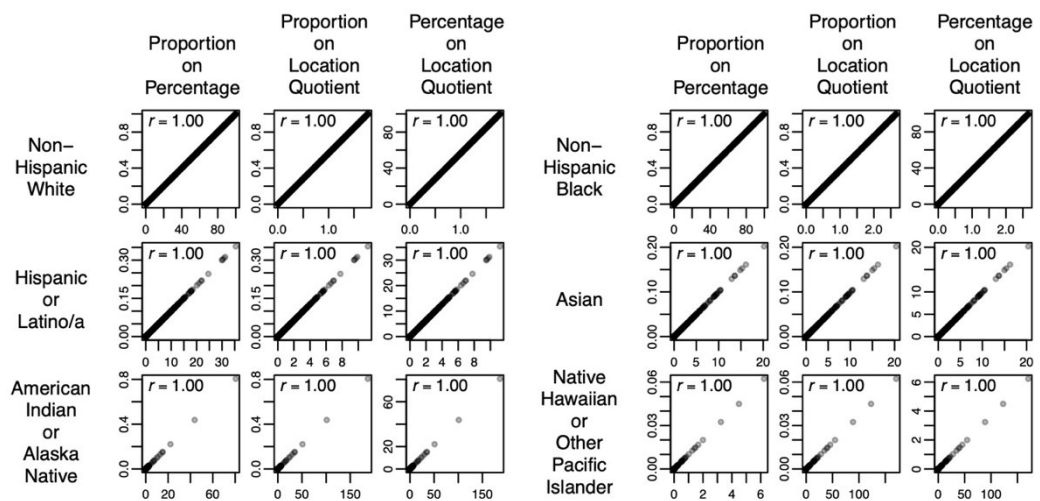 Proportion
on
Percentage
Proportion
on
Location
Quotient
Percentage
on
Location
Quotient
Proportion
on
Percentage
Proportion
on
Location
Quotient
Percentage
on
Location
Quotient
Non−
Hispanic
White
r = 1.00
0.0 0.4 0.8
0 40 80
r = 1.00
0.0 0.4 0.8
0.0 1.0
r = 1.00
0 40 80
0.0 1.0
Non−
Hispanic
Black
r = 1.00
0.0 0.4 0.8
0 40 80
r = 1.00
0.0 0.4 0.8
0.0 1.0 2.0
r = 1.00
0 40 80
0.0 1.0 2.0
Hispanic
or
Latino/a
r = 1.00
0.00 0.15 0.30
0 5 10 20 30
r = 1.00
0.00 0.15 0.30
0 2 4 6 8
r = 1.00
0 10 20 30
0 2 4 6 8
Asian
r = 1.00
0.00 0.10 0.20
0 5 10 15 20
r = 1.00
0.00 0.10 0.20
0 5 10 15 20
r = 1.00
0 5 10 15 20
0 5 10 15 20
American
Indian
or
Alaska
Native
r = 1.00
0.0 0.4 0.8
0 20 40 60
r = 1.00
0.0 0.4 0.8
0 50 150
r = 1.00
0 20 60
0 50 150
Native
Hawaiian
or
Other
Pacific
Islander
r = 1.00
0.00 0.03 0.06
0 1 2 3 4 5 6
r = 1.00
0.00 0.03 0.06
0 50 100
r = 1.00
0 2 4 6
0 50 100